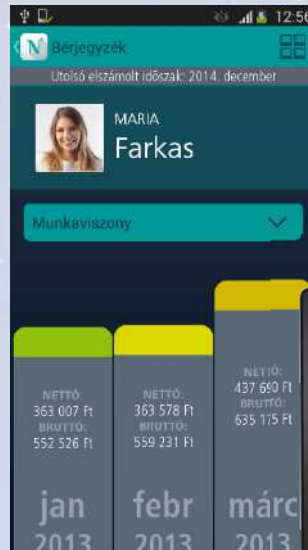 12:56
N
Bérjegyzék
Utolsó elszámolt időszak: 2014. december
MARIA
Farkas
Munkaviszony
NETTÓ:
363 007 Ft
BRUTTÓ:
552 526 Ft
jan
2013
NETTÓ:
363 578 Ft
BRUTTÓ:
559 231 Ft
febr
2013
NETTÓ:
437 690 Ft
BRUTTÓ:
635 175 Ft
márc
2013